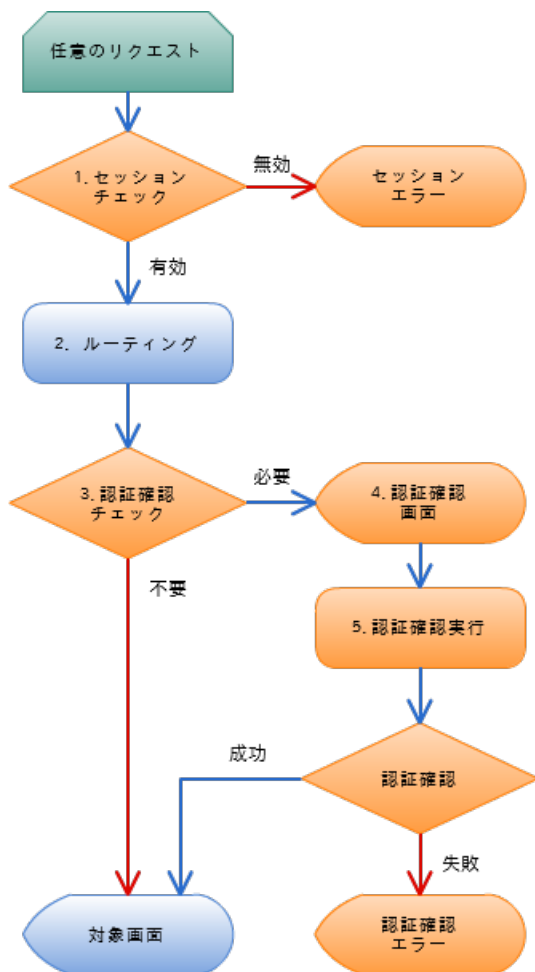 任意のリクエスト
1.セッション
チェック
無効
セッション
エラー
有効
2. ルーティング
3.認証確認
チェック
必要
4.認証確認
画面
不要
5.認証確認実行
成功
認証確認
失敗
対象画面
認証確認
エラー